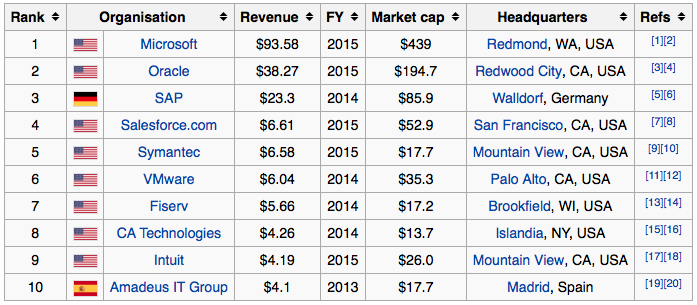 Rank Organisation Revenue FY Market cap Headquarters Refs
1 Microsoft $93.58 2015 $439 Redmond, WA, USA [1][2]
2 Oracle $38.27 2015 $194.7 Redwood City, CA, USA [3][4]
3 SAP $23.3 2014 $85.9 Walldorf, Germany [5][6]
4 Salesforce.com $6.61 2015 $52.9 San Francisco, CA, USA [7][8]
5 Symantec $6.58 2015 $17.7 Mountain View, CA, USA [9][10]
6 VMware $6.04 2014 $35.3 Palo Alto, CA, USA [11][12]
7 Fiserv $5.66 2014 $17.2 Brookfield, WI, USA [13][14]
8 CA Technologies $4.26 2014 $13.7 Islandia, NY, USA [15][16]
9 Intuit $4.19 2015 $26.0 Mountain View, CA, USA [17][18]
10 Amadeus IT Group $4.1 2013 $17.7 Madrid, Spain [19][20]